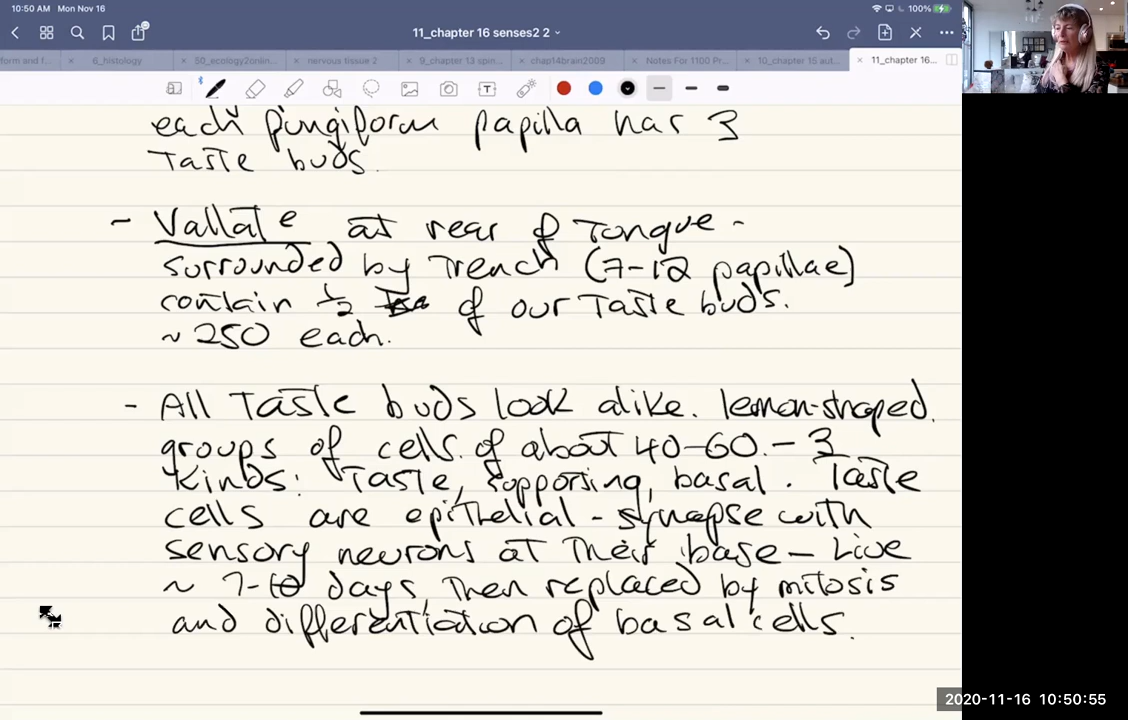 10:50 AM Mon Nov 16
100%
11_chapter 16 senses2 2
form and f...
6_histology
50_ecology2onlin...
nervous tissue 2
9_chapter 13 spin...
chap14brain2009
Notes For 1100 Pr...
10_chapter 15 aut...
11_chapter 16...
each fungiform papilla has 3
Taste buds.
- Vallate at rear of Tongue -
surrounded by Trench (7-12 papillae)
contain 1/2 of our Taste buds.
~ 250 each.
- All Taste buds look alike. lemon-shaped.
groups of cells. of about 40-60. - 3
Kinds: Taste, supporting, basal. Taste
cells are epithelial - synapse with
sensory neurons at Their base - Live
~ 7-10 days, Then replaced by mitosis
and differentiation of basal cells.
2020-11-16 10:50:55